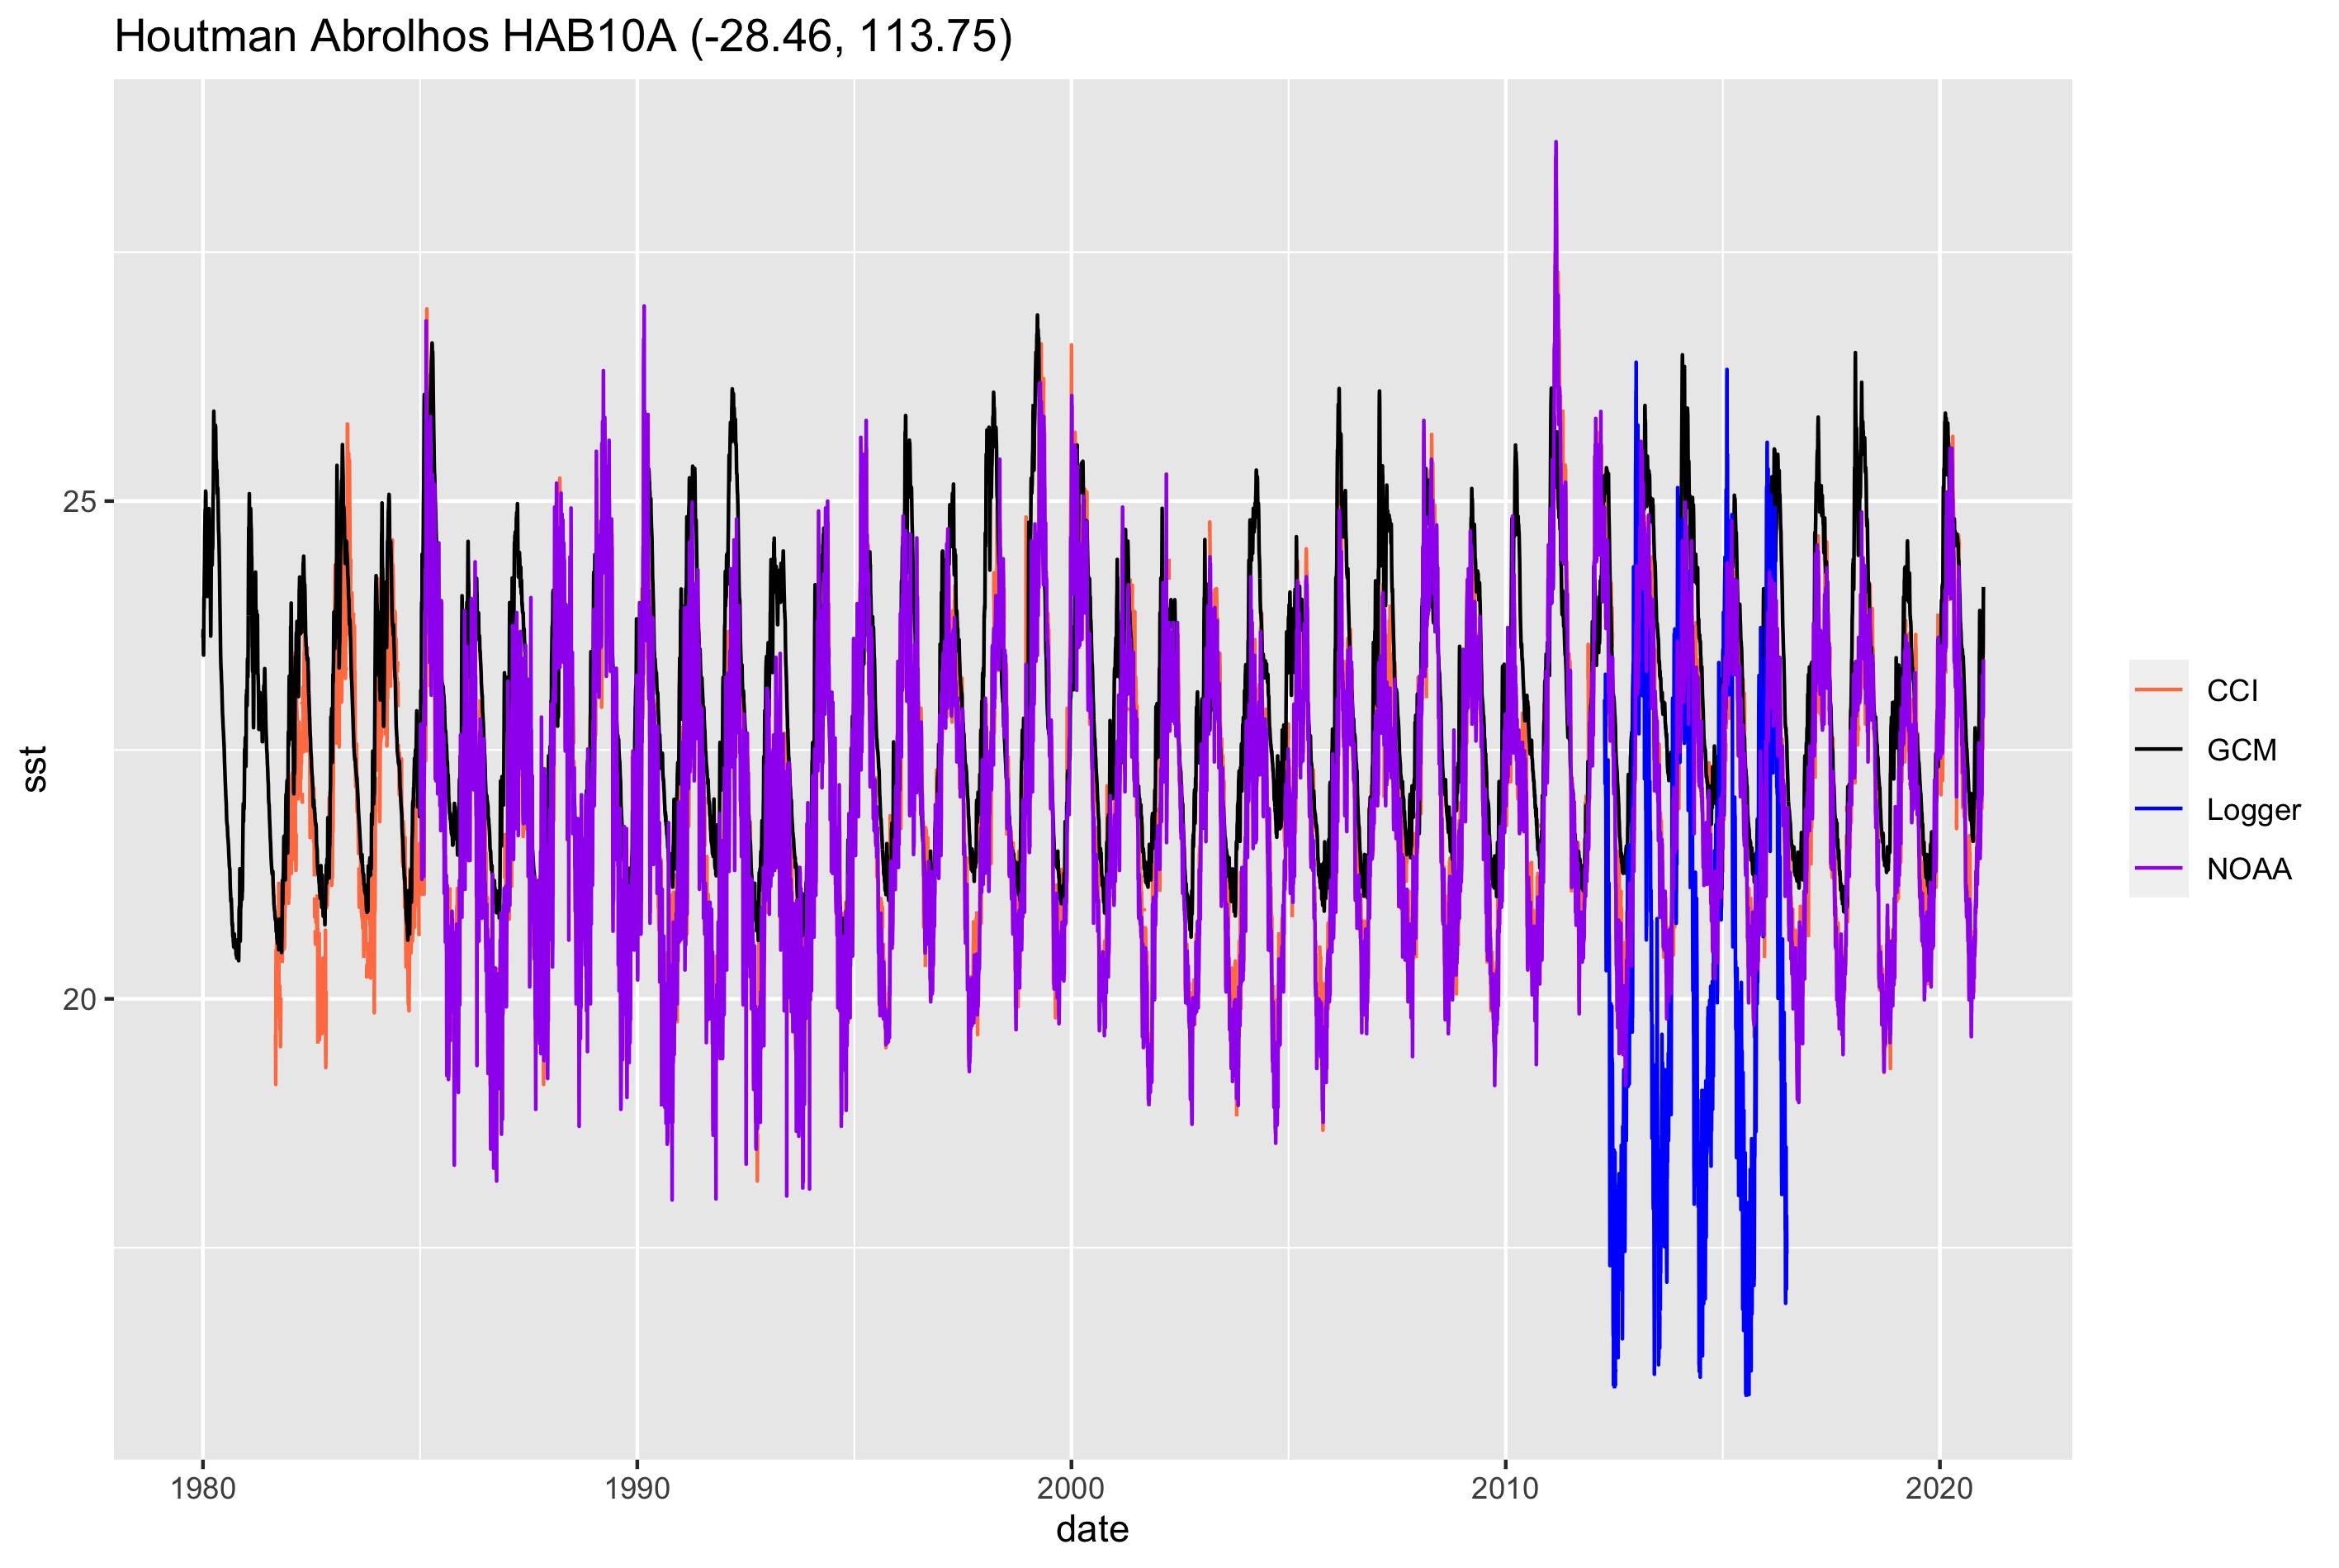 Houtman Abrolhos HAB10A (-28.46, 113.75)
sst
25
20
1980 1990 2000 2010 2020
date
CCI
GCM
Logger
NOAA